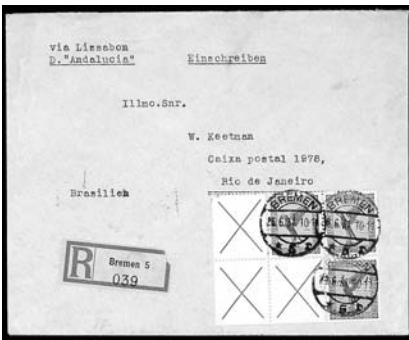 via Lissabon
D. "Andalucia"
Einschreiben
Illmo.Snr.
W. Keetman
Caixa postal 1978,
Rio de Janeiro
Brasilien
R
Bremen 5
039
BREMEN
BREMEN